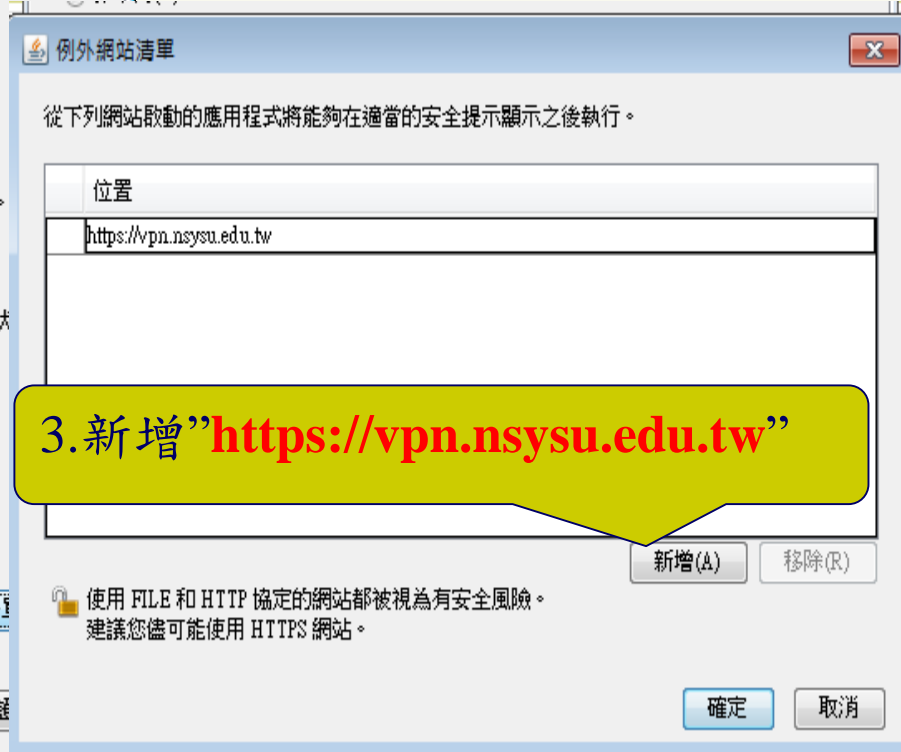 例外網站清單
從下列網站啟動的應用程式將能夠在適當的安全提示顯示之後執行。
位置
https://vpn.nsysu.edu.tw
3.新增”https://vpn.nsysu.edu.tw”
新增(A)
移除(R)
使用 FILE 和 HTTP 協定的網站都被視為有安全風險。
建議您儘可能使用 HTTPS 網站。
確定
取消